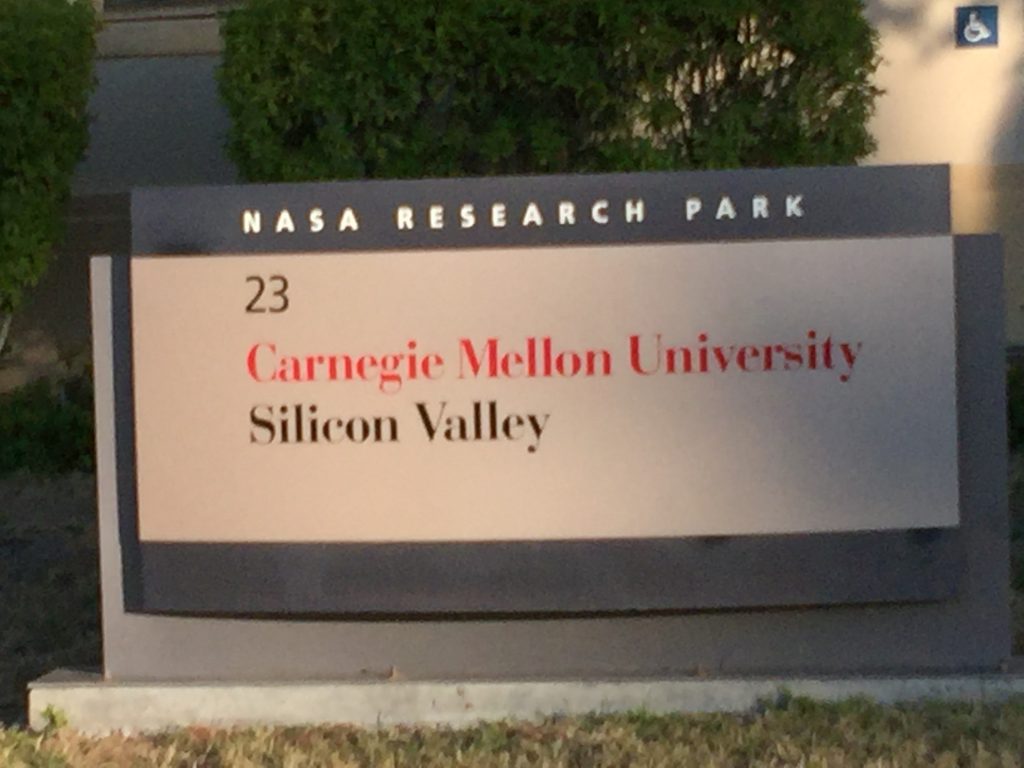 NASA RESEARCH PARK
23
Carnegie Mellon University
Silicon Valley